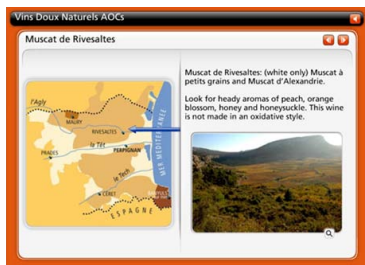 Vins Doux Naturels AOCs
Muscat de Rivesaltes
Muscat de Rivesaltes: (white only) Muscat à
petits grains and Muscat d'Alexandrie.
Look for heady aromas of peach, orange
blossom, honey and honeysuckle. This wine
is not made in an oxidative style.
l'Agly
MAURY
RIVESALTES
la Têt
PERPIGNAN
PRADES
le Tech
CÉRET
BANYULS
ESPAGNE
MER MEDITERRANEE